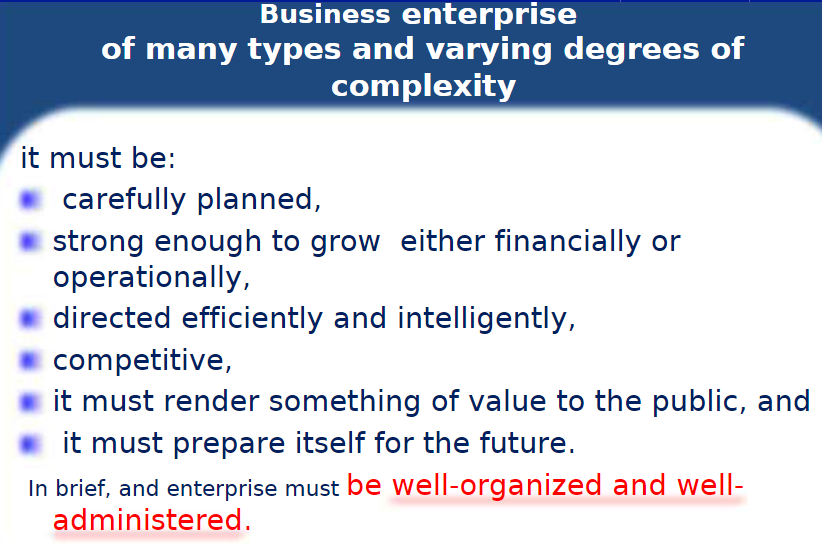 Business enterprise
of many types and varying degrees of
complexity
it must be:
carefully planned,
strong enough to grow  either financially or
operationally,
directed efficiently and intelligently,
competitive,
it must render something of value to the public, and
it must prepare itself for the future.
In brief, and enterprise must be well-organized and well-
administered.